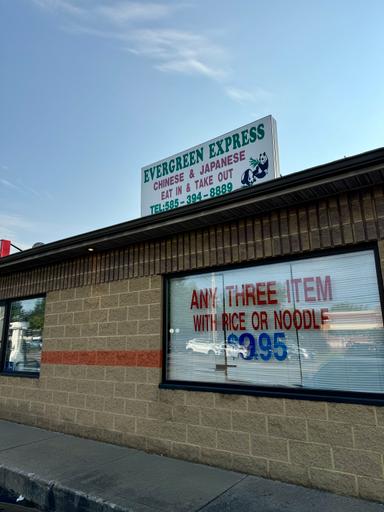 EVERGREEN EXPRESS
CHINESE & JAPANESE
EAT IN & TAKE OUT
TEL:585-394-8889
ANY THREE ITEM
WITH RICE OR NOODLE
$9.95